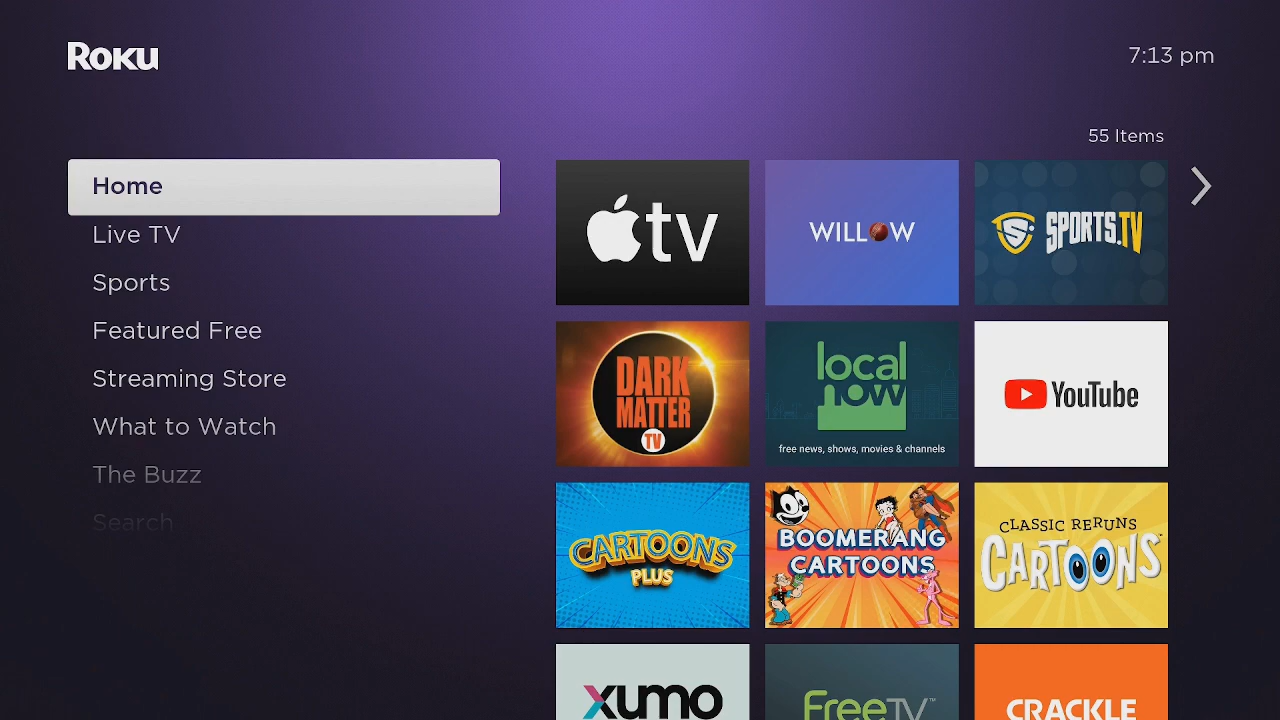 Roku
7:13 pm
55 Items
Home
Live TV
Sports
Featured Free
Streaming Store
What to Watch
The Buzz
Search
tv
WILLOW
S SPORTS.TV
DARK
MATTER
TV
local
now
free news, shows, movies & channels
YouTube
CARTOONS
PLUS
BOOMERANG
CARTOONS
CLASSIC RERUNS
CARTOONS
xumo
FreeTV™
CRACKLE